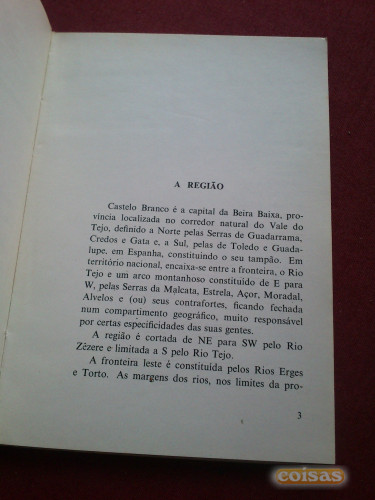 A REGIÃO
Castelo Branco é a capital da Beira Baixa, pro-
víncia localizada no corredor natural do Vale do
Tejo, definido a Norte pelas Serras de Guadarrama,
Credos e Gata e, a Sul, pelas de Toledo e Guada-
lupe, em Espanha, constituindo o seu tampão. Em
território nacional, encaixa-se entre a fronteira, o Rio
Tejo e um arco montanhoso constituído de E para
W, pelas Serras da Malcata, Estrela, Açor, Moradal,
Alvelos e (ou) seus contrafortes, ficando fechada
num compartimento geográfico, muito responsável
por certas especificidades das suas gentes.
A região é cortada de NE para SW pelo Rio
Zêzere e limitada a S pelo Rio Tejo.
A fronteira leste é constituída pelos Rios Erges
e Torto. As margens dos rios, nos limites da pro-
3
coisas